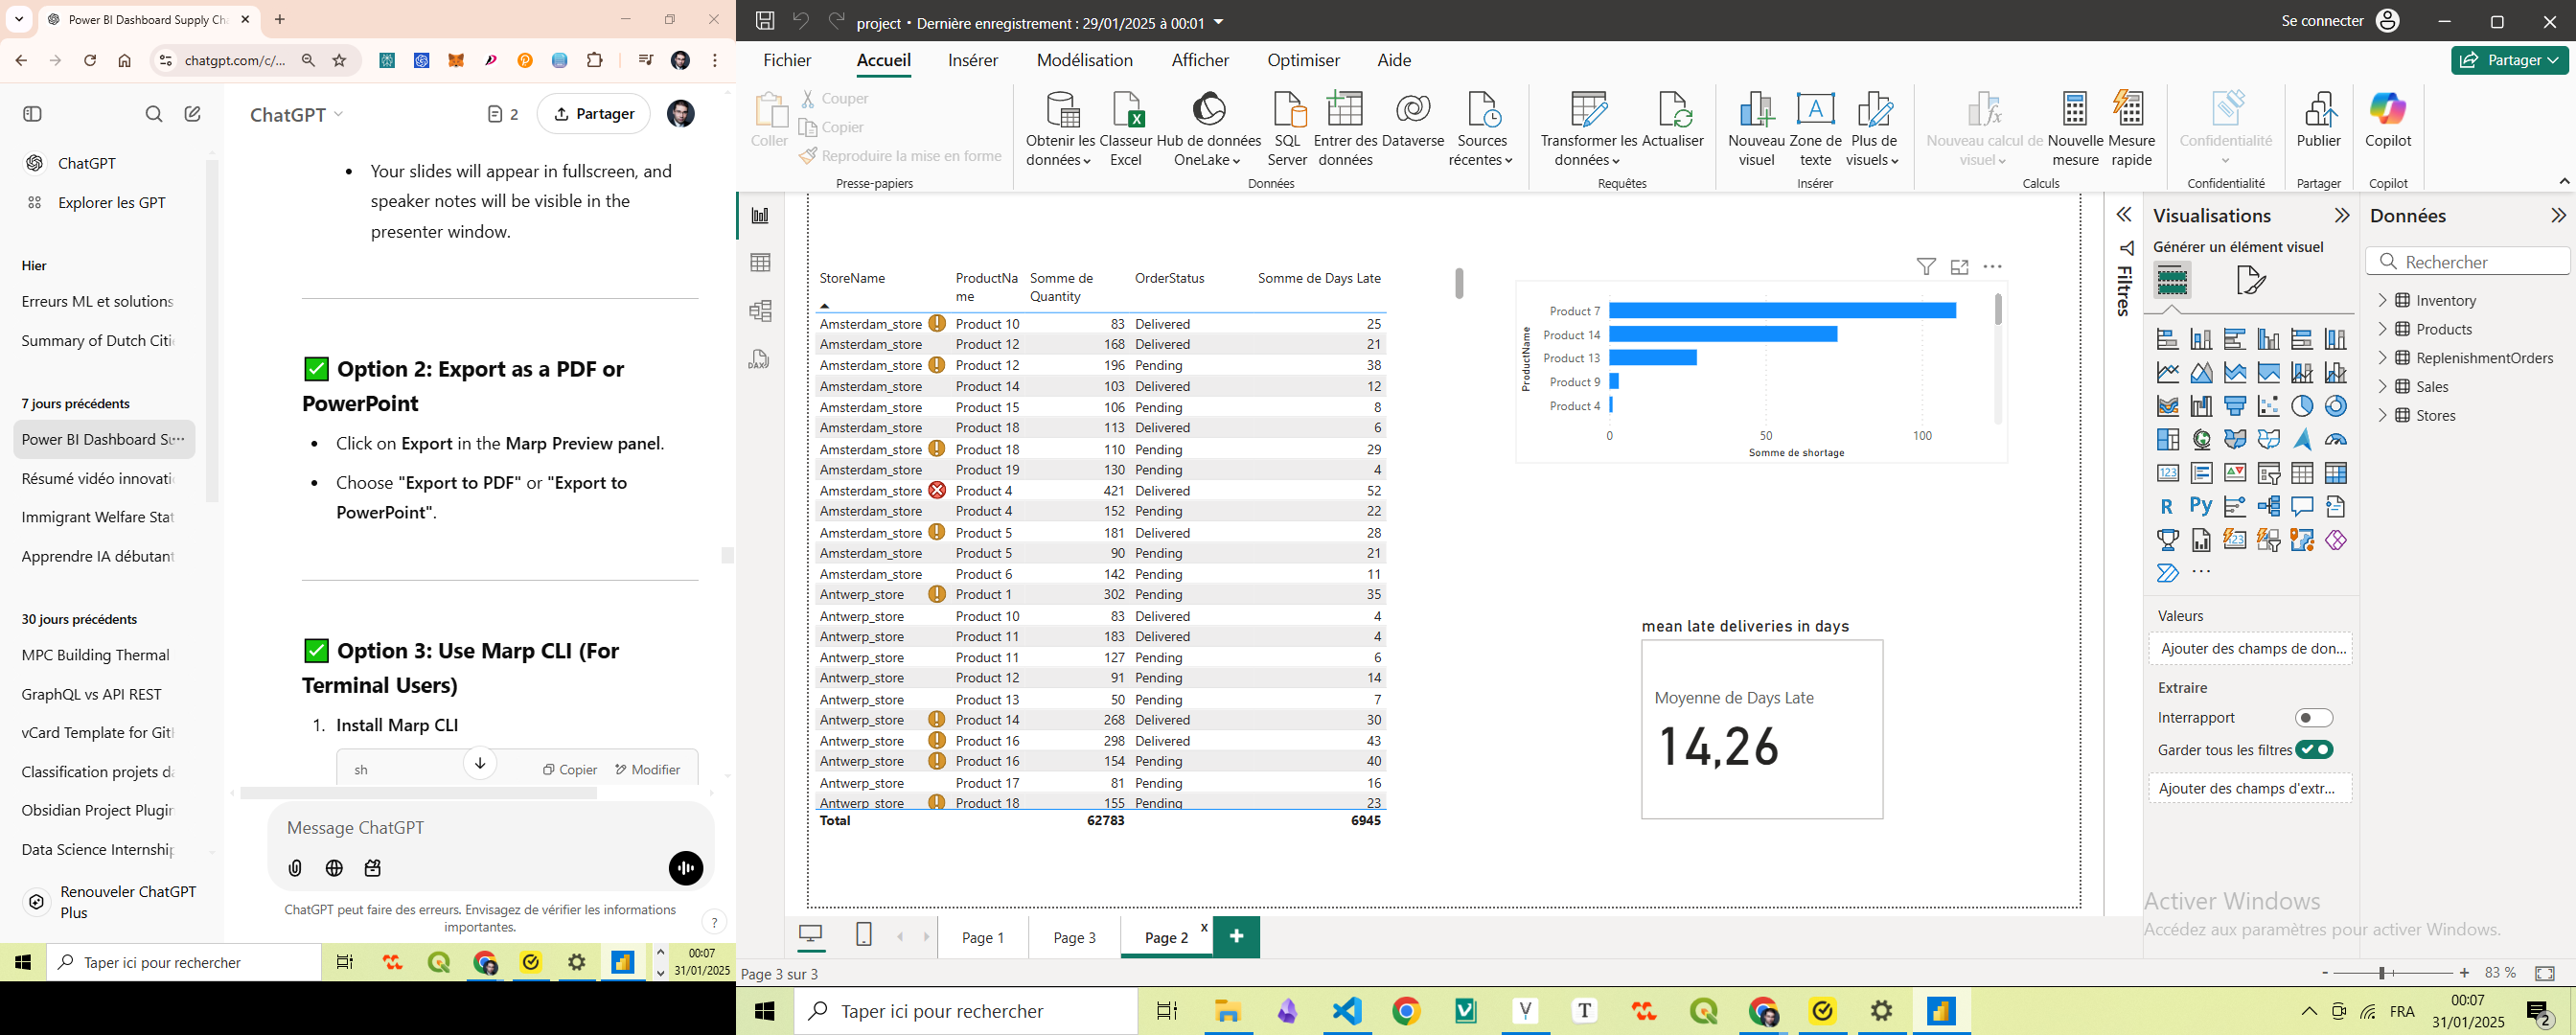 Power BI Dashboard Supply Cha
chatgpt.com/c/...
ChatGPT
2
Partager
ChatGPT
Explorer les GPT
Hier
Erreurs ML et solutions
Summary of Dutch Citie
7 jours précédents
Power BI Dashboard Su···
Résumé vidéo innovati
Immigrant Welfare Stat
Apprendre IA débutant
30 jours précédents
MPC Building Thermal
GraphQL vs API REST
vCard Template for Git
Classification projets da
Obsidian Project Plugin
Data Science Internship
Renouveler ChatGPT
Plus
Your slides will appear in fullscreen, and
speaker notes will be visible in the
presenter window.
Option 2: Export as a PDF or
PowerPoint
Click on Export in the Marp Preview panel.
Choose "Export to PDF" or "Export to
PowerPoint".
Option 3: Use Marp CLI (For
Terminal Users)
1. Install Marp CLI
sh
Copier
Modifier
Message ChatGPT
ChatGPT peut faire des erreurs. Envisagez de vérifier les informations
importantes.
?
Taper ici pour rechercher
00:07
31/01/2025
project • Dernière enregistrement : 29/01/2025 à 00:01
Se connecter
Fichier Accueil Insérer Modélisation Afficher Optimiser Aide
Partager
Coller
Couper
Copier
Reproduire la mise en forme
Presse-papiers
Obtenir les
données
Classeur
Excel
Hub de données
OneLake
SQL
Server
Entrer des
données
Dataverse
Sources
récentes
Données
Transformer les
données
Actualiser
Requêtes
Nouveau
visuel
Zone de
texte
Plus de
visuels
Insérer
Nouveau calcul de
visuel
Nouvelle
mesure
Mesure
rapide
Calculs
Confidentialité
Confidentialité
Publier
Partager
Copilot
Copilot
StoreName ProductNa
me Somme de
Quantity OrderStatus Somme de Days Late
Amsterdam_store Product 10 83 Delivered 25
Amsterdam_store Product 12 168 Delivered 21
Amsterdam_store Product 12 196 Pending 38
Amsterdam_store Product 14 103 Delivered 12
Amsterdam_store Product 15 106 Pending 8
Amsterdam_store Product 18 113 Delivered 6
Amsterdam_store Product 18 110 Pending 29
Amsterdam_store Product 19 130 Pending 4
Amsterdam_store Product 4 421 Delivered 52
Amsterdam_store Product 4 152 Pending 22
Amsterdam_store Product 5 181 Delivered 28
Amsterdam_store Product 5 90 Pending 21
Amsterdam_store Product 6 142 Pending 11
Antwerp_store Product 1 302 Pending 35
Antwerp_store Product 10 83 Delivered 4
Antwerp_store Product 11 183 Delivered 4
Antwerp_store Product 11 127 Pending 6
Antwerp_store Product 12 91 Pending 14
Antwerp_store Product 13 50 Pending 7
Antwerp_store Product 14 268 Delivered 30
Antwerp_store Product 16 298 Delivered 43
Antwerp_store Product 16 154 Pending 40
Antwerp_store Product 17 81 Pending 16
Antwerp_store Product 18 155 Pending 23
Total 62783 6945
ProductName
Product 7
Product 14
Product 13
Product 9
Product 4
0 50 100
Somme de shortage
mean late deliveries in days
Moyenne de Days Late
14,26
Filtres
Visualisations
Générer un élément visuel
123
R Py
Valeurs
Ajouter des champs de don...
Extraire
Interrapport
Garder tous les filtres
Ajouter des champs d'extr...
Données
Rechercher
Inventory
Products
ReplenishmentOrders
Sales
Stores
Activer Windows
Accédez aux paramètres pour activer Windows.
Page 1
Page 3
Page 2
x
+
Page 3 sur 3
- + 83 %
Taper ici pour rechercher
FRA
00:07
31/01/2025
2